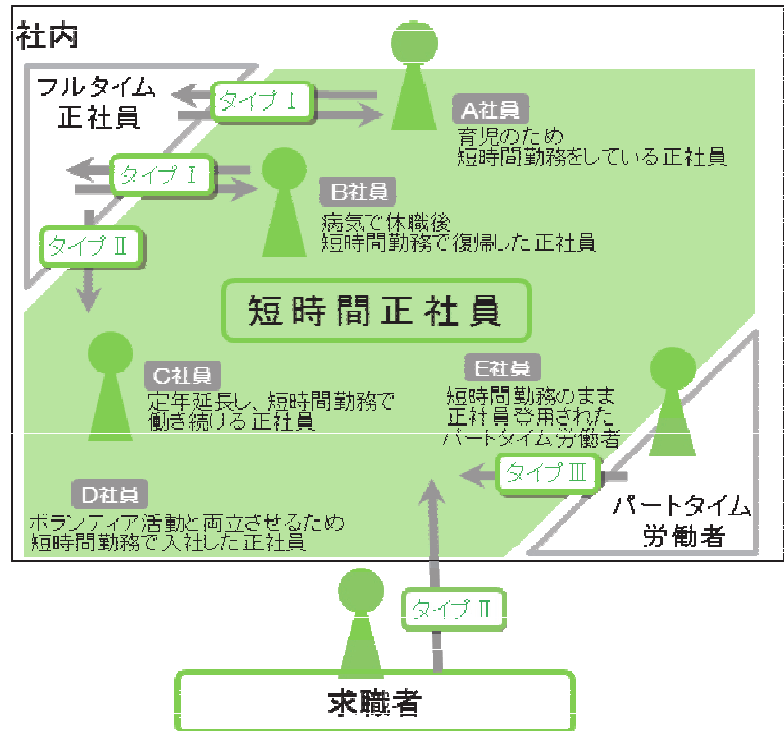 社内
フルタイム
正社員
タイプⅠ
A社員
育児のため
短時間勤務をしている正社員
タイプⅠ
B社員
病気で休職後
短時間勤務で復帰した正社員
タイプⅡ
短時間正社員
C社員
定年延長し、短時間勤務で
働き続ける正社員
E社員
短時間勤務のまま
正社員登用された
パートタイム労働者
タイプⅢ
D社員
ボランティア活動と両立させるため
短時間勤務で入社した正社員
パートタイム
労働者
タイプⅡ
求職者